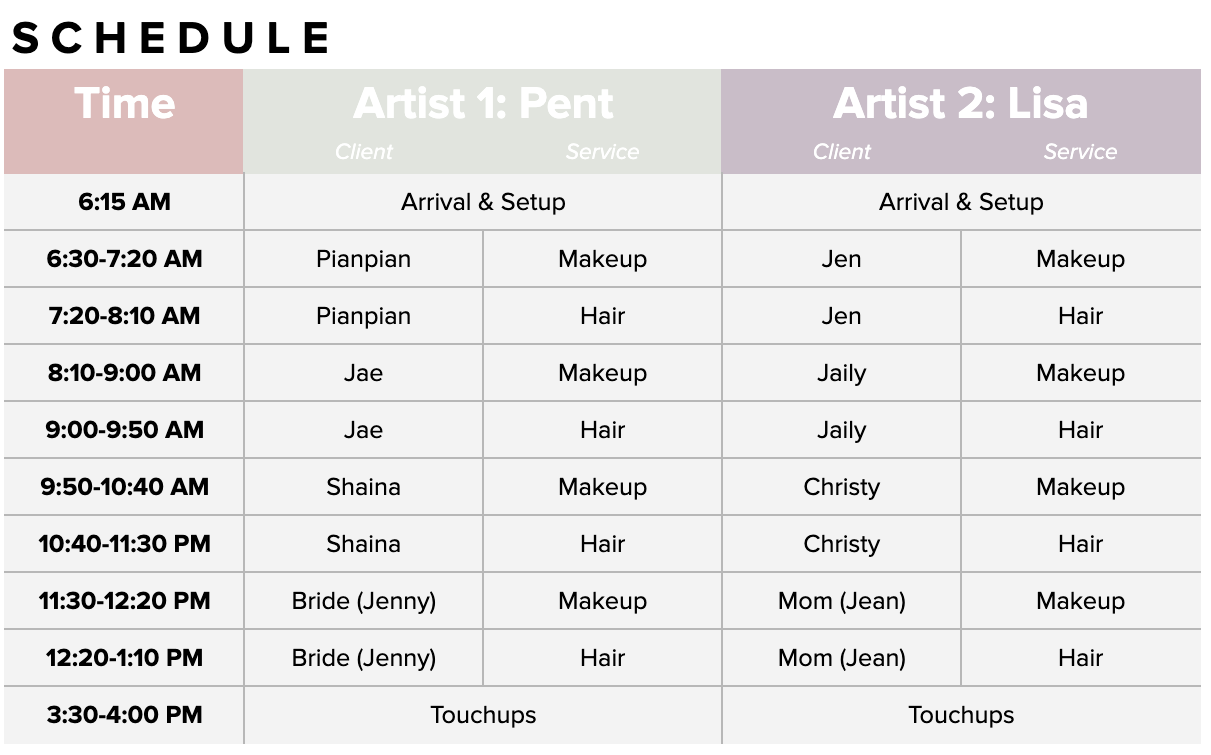 SCHEDULE
Time Artist 1: Pent Artist 2: Lisa
Client Service Client Service
6:15 AM Arrival & Setup Arrival & Setup
6:30-7:20 AM Pianpian Makeup Jen Makeup
7:20-8:10 AM Pianpian Hair Jen Hair
8:10-9:00 AM Jae Makeup Jaily Makeup
9:00-9:50 AM Jae Hair Jaily Hair
9:50-10:40 AM Shaina Makeup Christy Makeup
10:40-11:30 PM Shaina Hair Christy Hair
11:30-12:20 PM Bride (Jenny) Makeup Mom (Jean) Makeup
12:20-1:10 PM Bride (Jenny) Hair Mom (Jean) Hair
3:30-4:00 PM Touchups Touchups